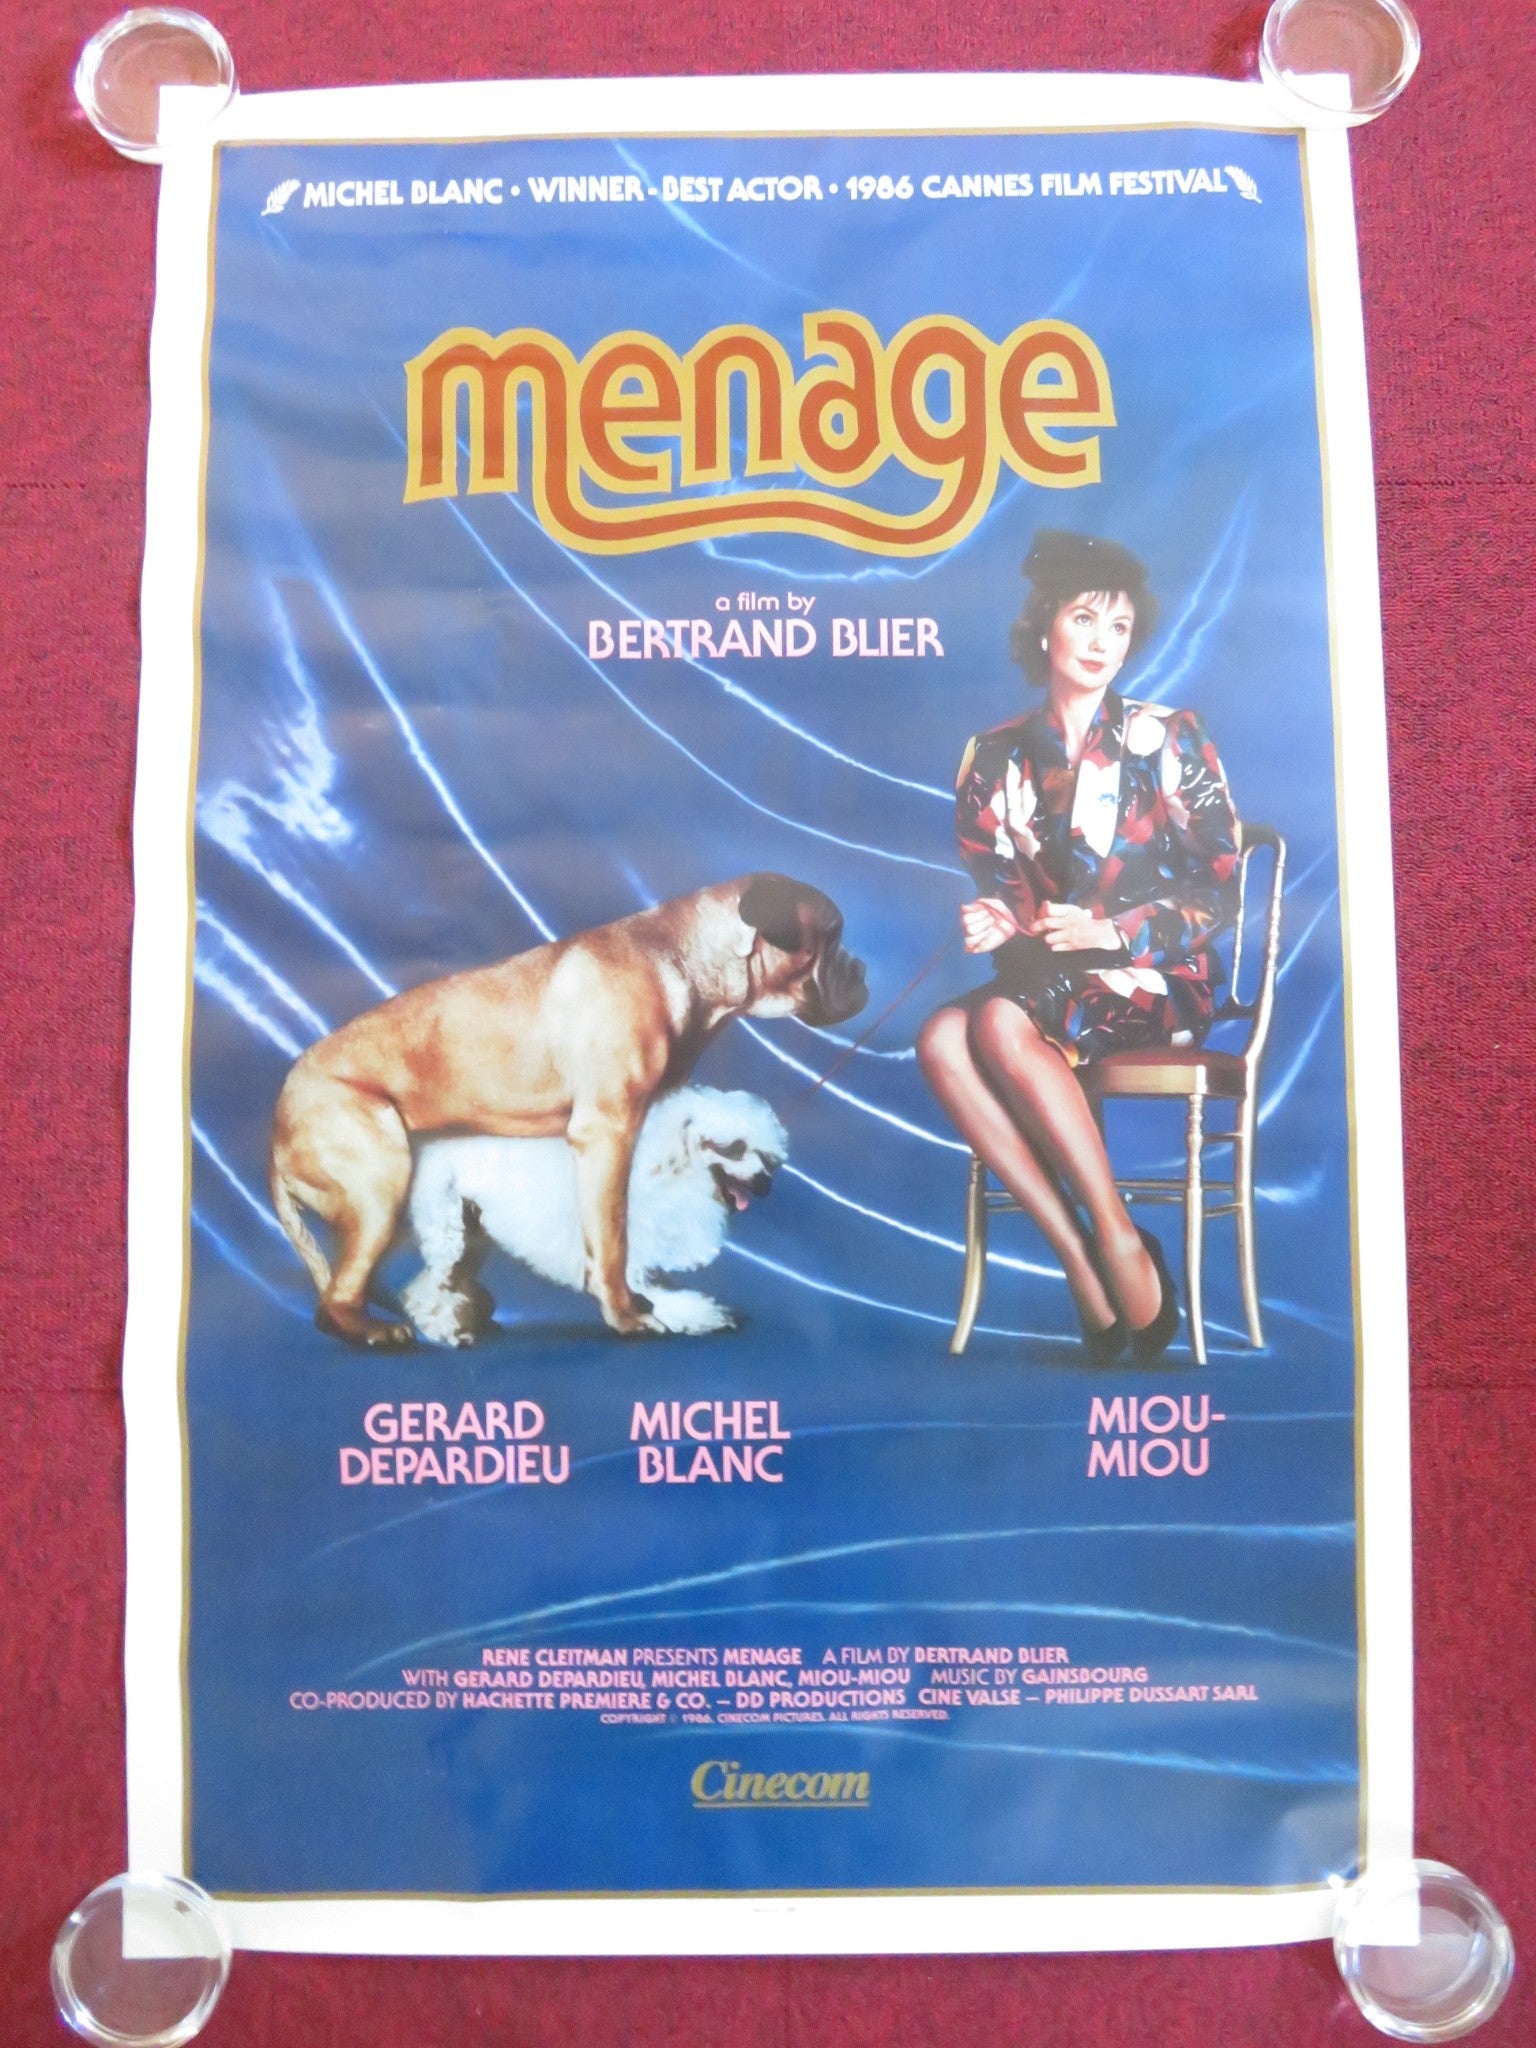 MICHEL BLANC • WINNER - BEST ACTOR • 1986 CANNES FILM FESTIVAL
menage
a film by
BERTRAND BLIER
GERARD DEPARDIEU
MICHEL BLANC
MIOU-MIOU
RENE CLEITMAN PRESENTS MENAGE A FILM BY BERTRAND BLIER
WITH GERARD DEPARDIEU, MICHEL BLANC, MIOU-MIOU MUSIC BY GAINSBOURG
CO-PRODUCED BY HACHETTE PREMIERE & CO. – DD PRODUCTIONS CINE VALSE – PHILIPPE DUSSART SARL
COPYRIGHT © 1986. CINECOM PICTURES. ALL RIGHTS RESERVED.
Cinecom